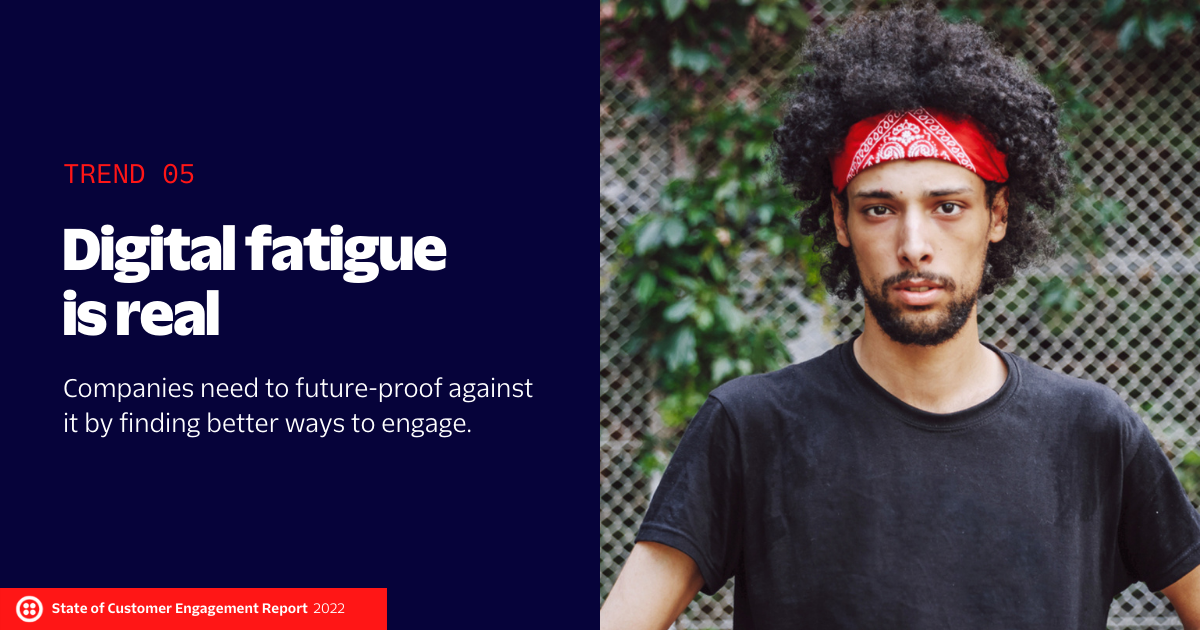 TREND 05
Digital fatigue
is real
Companies need to future-proof against
it by finding better ways to engage.
State of Customer Engagement Report 2022